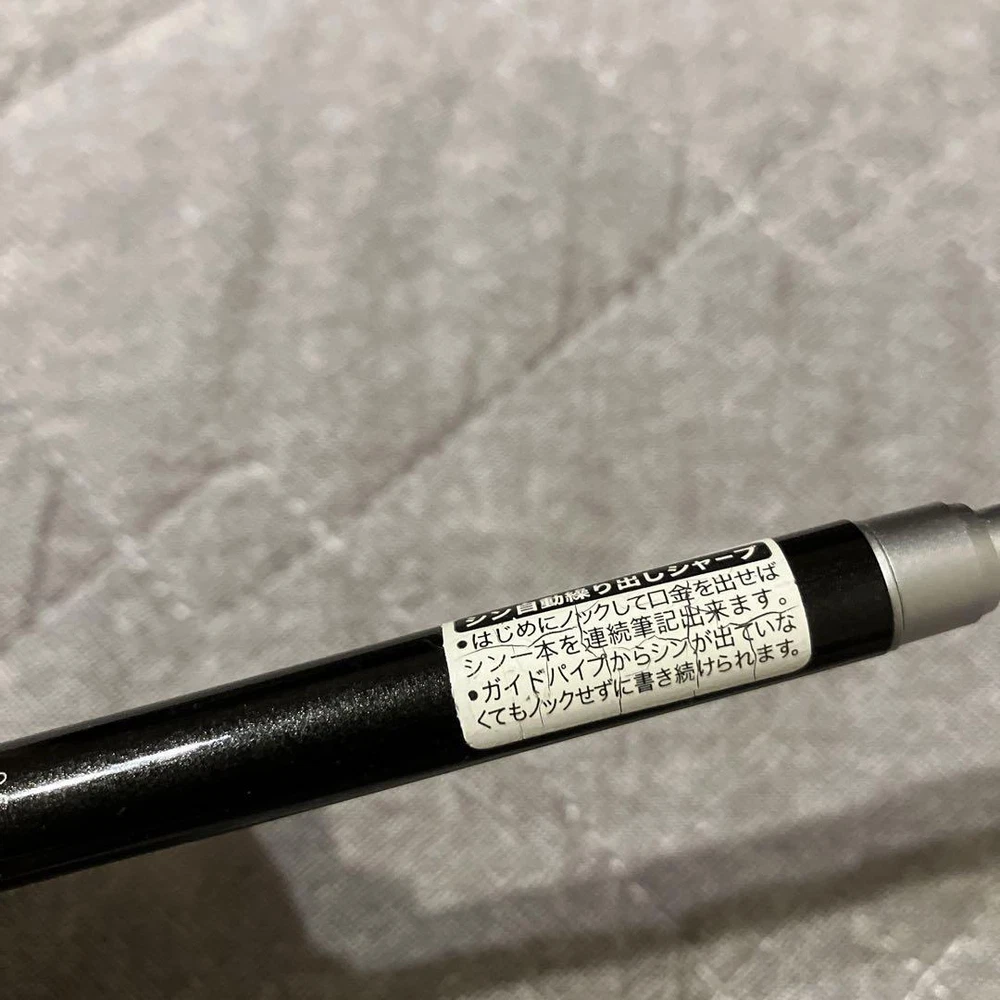 シン自動繰り出しシャープ
•はじめにノックして口金を出せば
シン一本を連続筆記出来ます。
•ガイドパイプからシンが出ていな
くてもノックせずに書き続けられます。